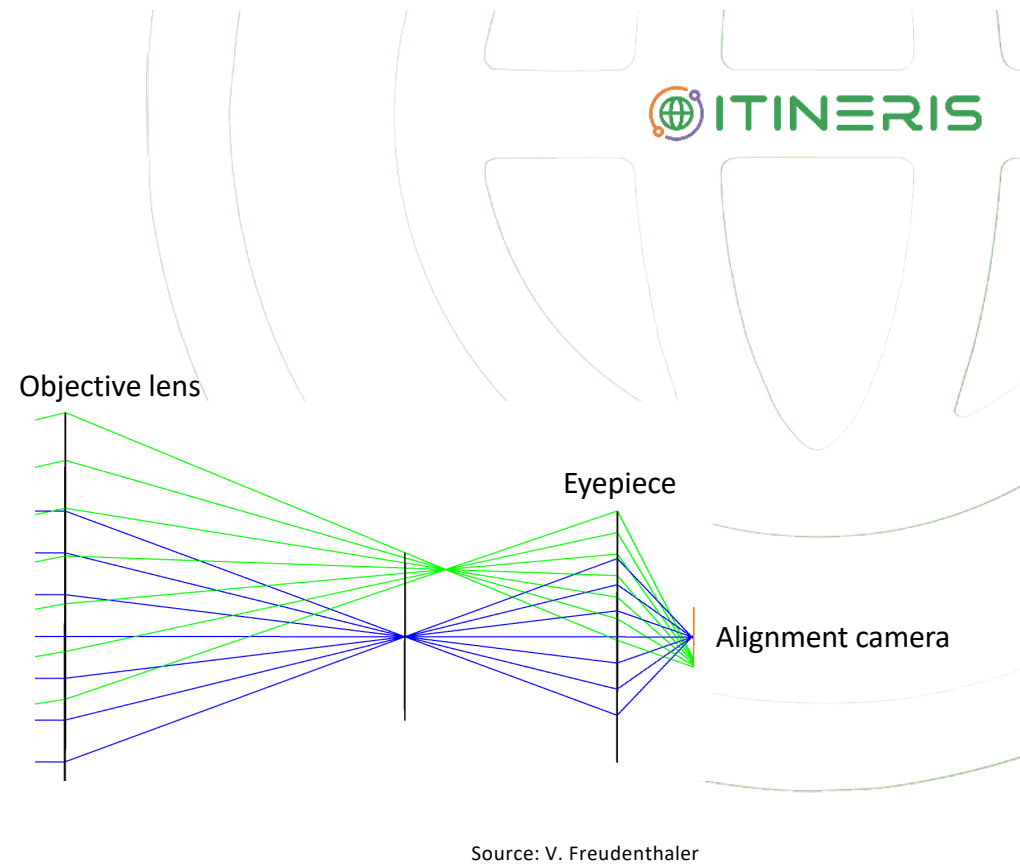 ITINERIS
Objective lens
Eyepiece
Alignment camera
Source: V. Freudenthaler